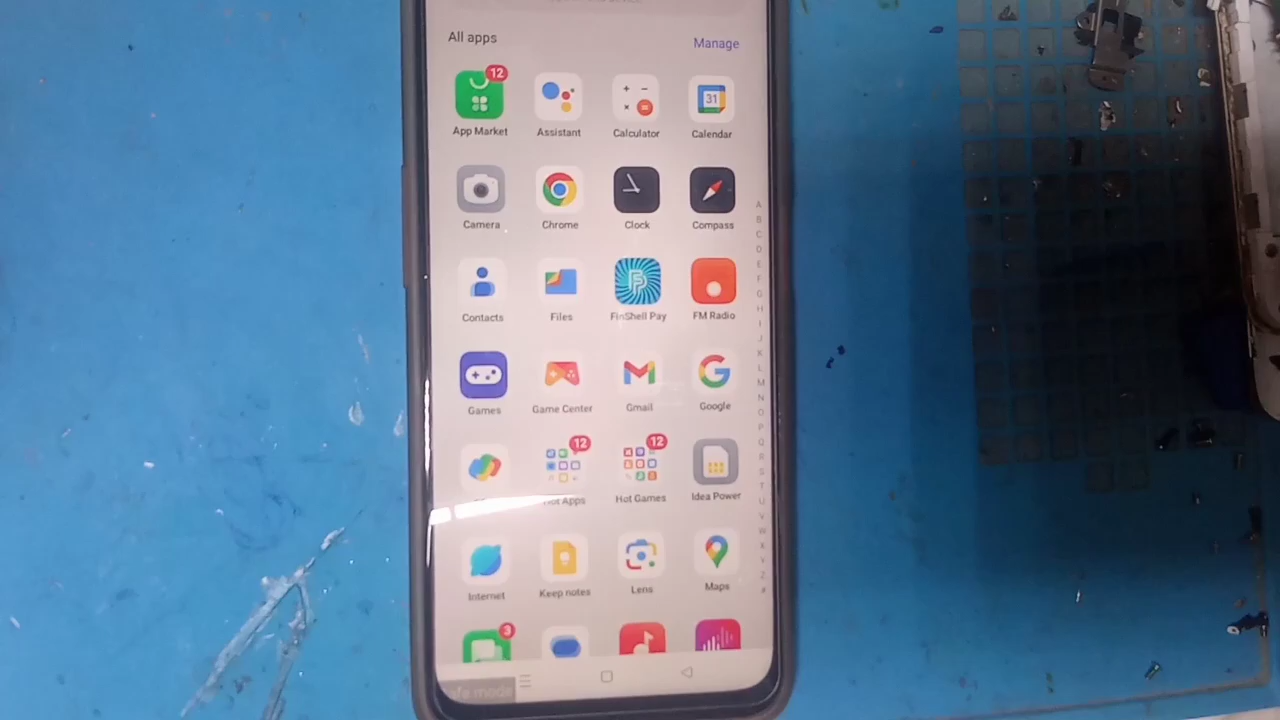 All apps
Manage
12
App Market
Assistant
Calculator
31
Calendar
Camera
Chrome
Clock
Compass
Contacts
Files
FinShell Pay
FM Radio
Games
Game Center
Gmail
Google
12
12
Hot Apps
Hot Games
Idea Power
Internet
Keep notes
Lens
Maps
3
A
B
C
D
E
F
G
H
I
J
K
L
M
N
O
P
Q
R
S
T
U
V
W
X
Y
Z
#
afe mode